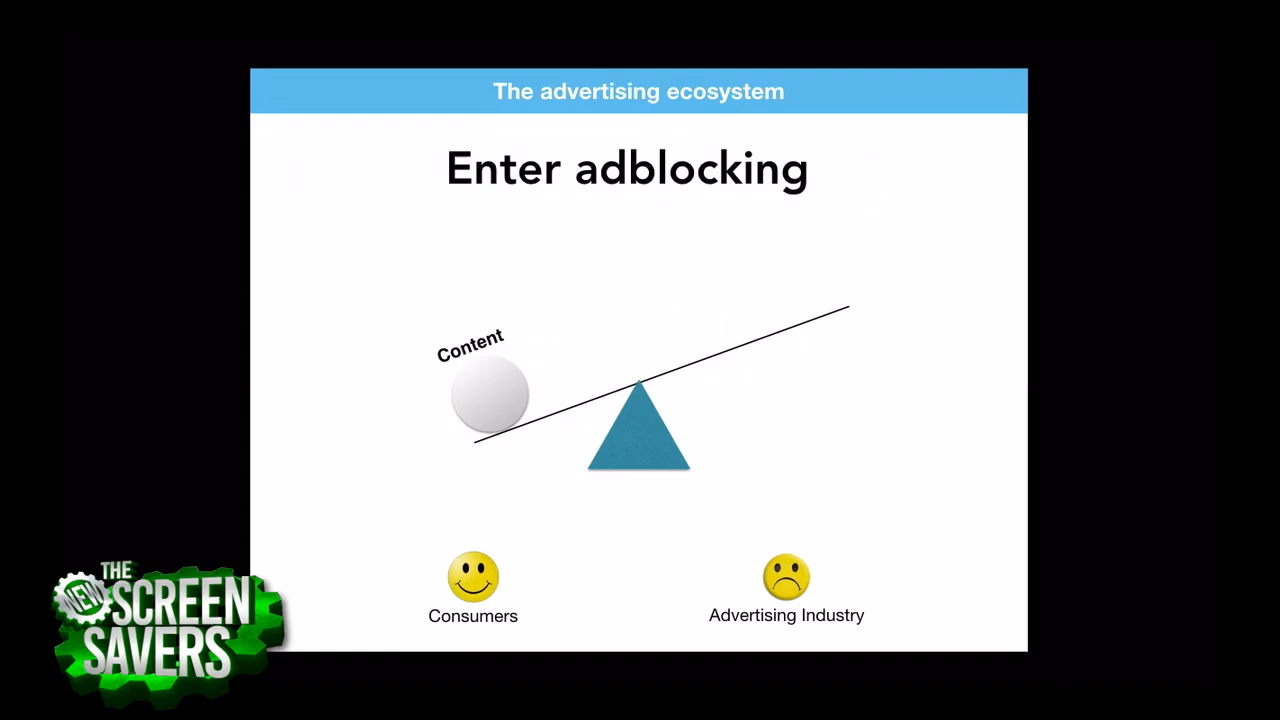 The advertising ecosystem
Enter adblocking
Content
Consumers
Advertising Industry
THE
NEW
SCREEN
SAVERS